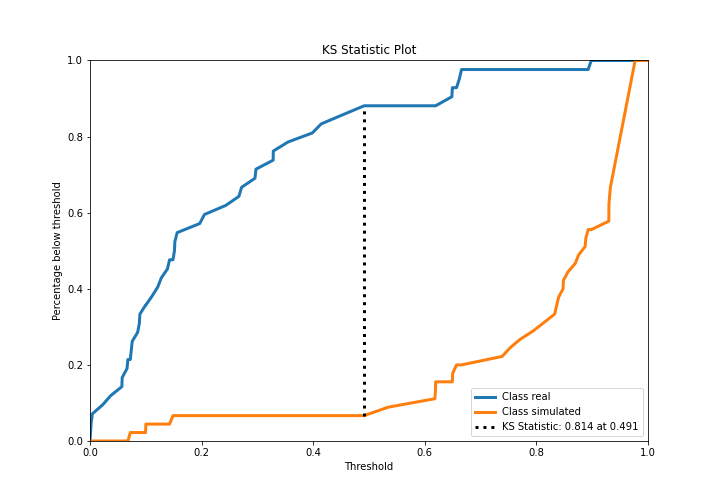 KS Statistic Plot
1.0
0.8
0.6
0.4
0.2
0.0
Percentage below threshold
0.0 0.2 0.4 0.6 0.8 1.0
Threshold
Class real
Class simulated
KS Statistic: 0.814 at 0.491